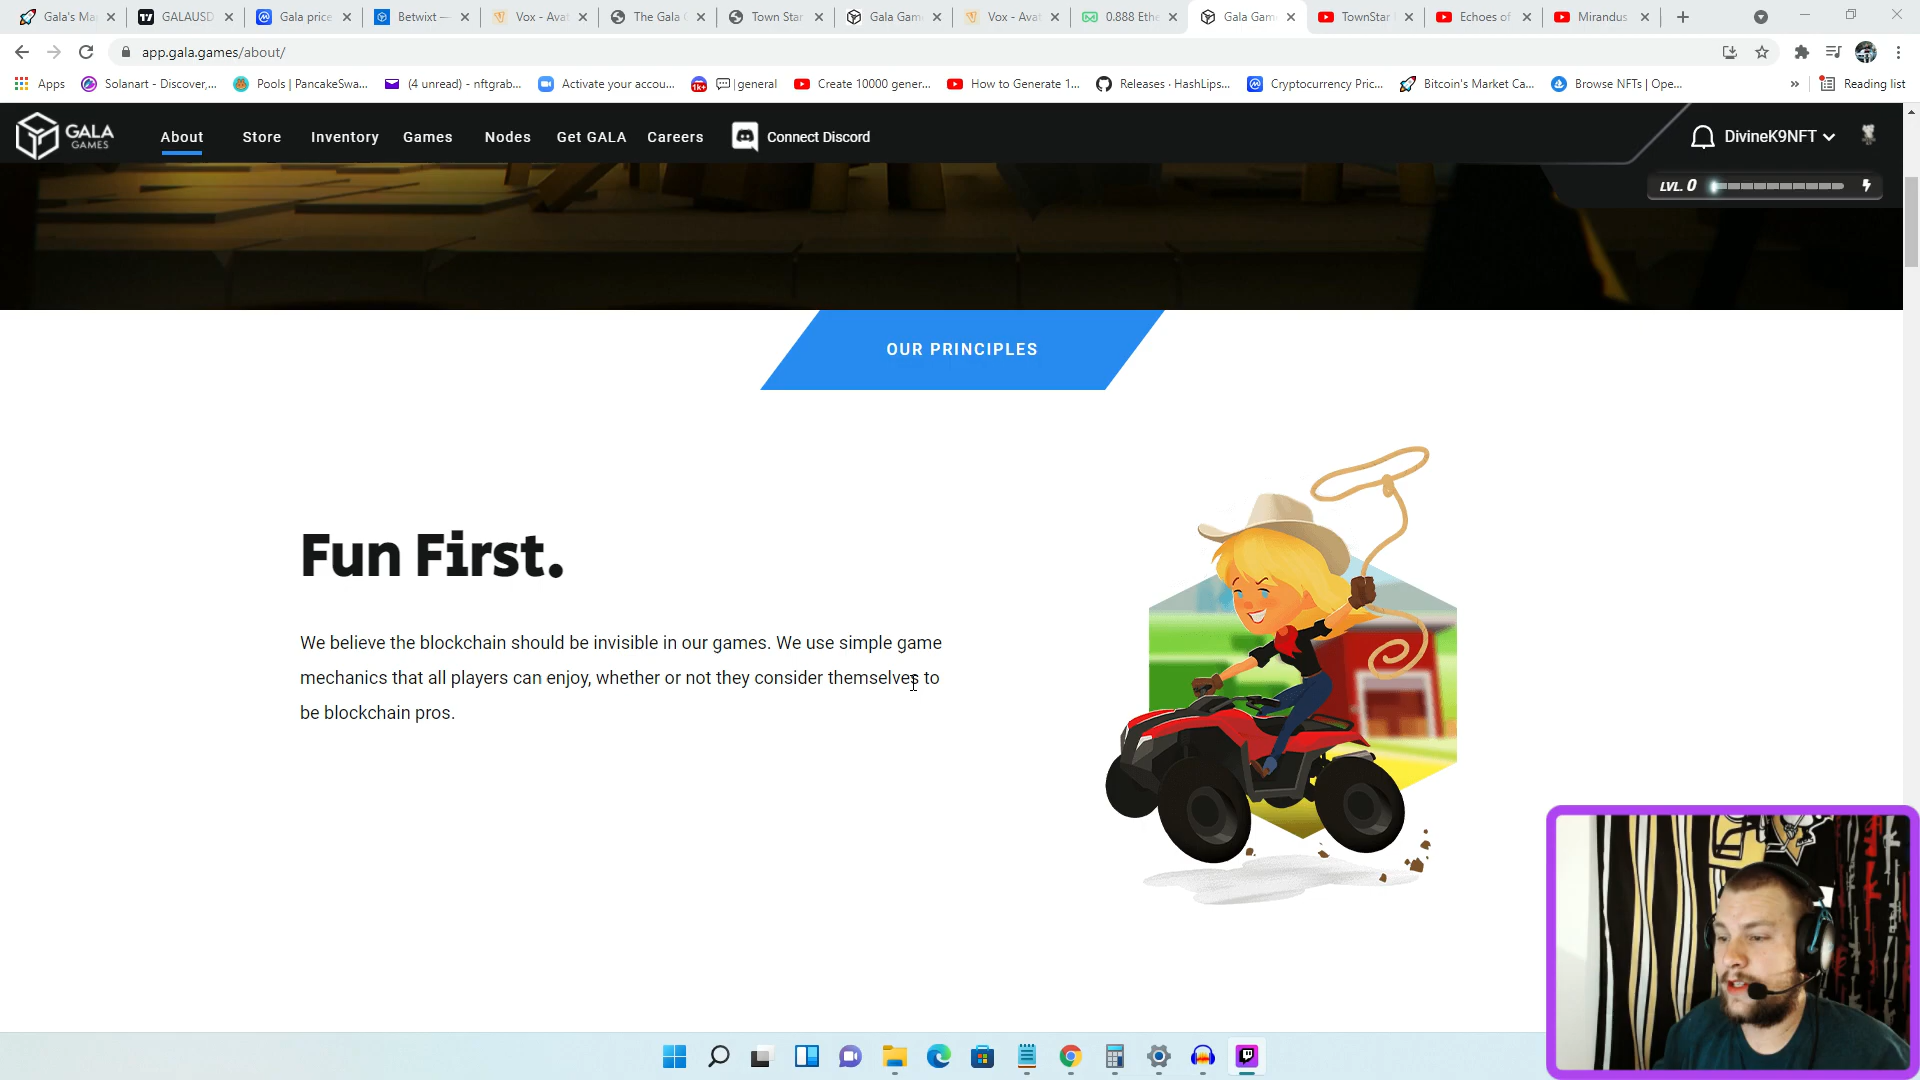 Gala's Ma
GALAUSD
Gala price
Betwixt —
Vox - Avat
The Gala
Town Star
Gala Gam
Vox - Avat
0.888 Ethe
Gala Gam
TownStar
Echoes of
Mirandus
app.gala.games/about/
Apps
Solanart - Discover,...
Pools | PancakeSwa...
(4 unread) - nftgrab...
Activate your accou...
1k+
| general
Create 10000 gener...
How to Generate 1...
Releases · HashLips...
Cryptocurrency Pric...
Bitcoin's Market Ca...
Browse NFTs | Ope...
»
Reading list
GALA
GAMES
About
Store
Inventory
Games
Nodes
Get GALA
Careers
Connect Discord
DivineK9NFT
LVL. 0
OUR PRINCIPLES
Fun First.
We believe the blockchain should be invisible in our games. We use simple game
mechanics that all players can enjoy, whether or not they consider themselves to
be blockchain pros.